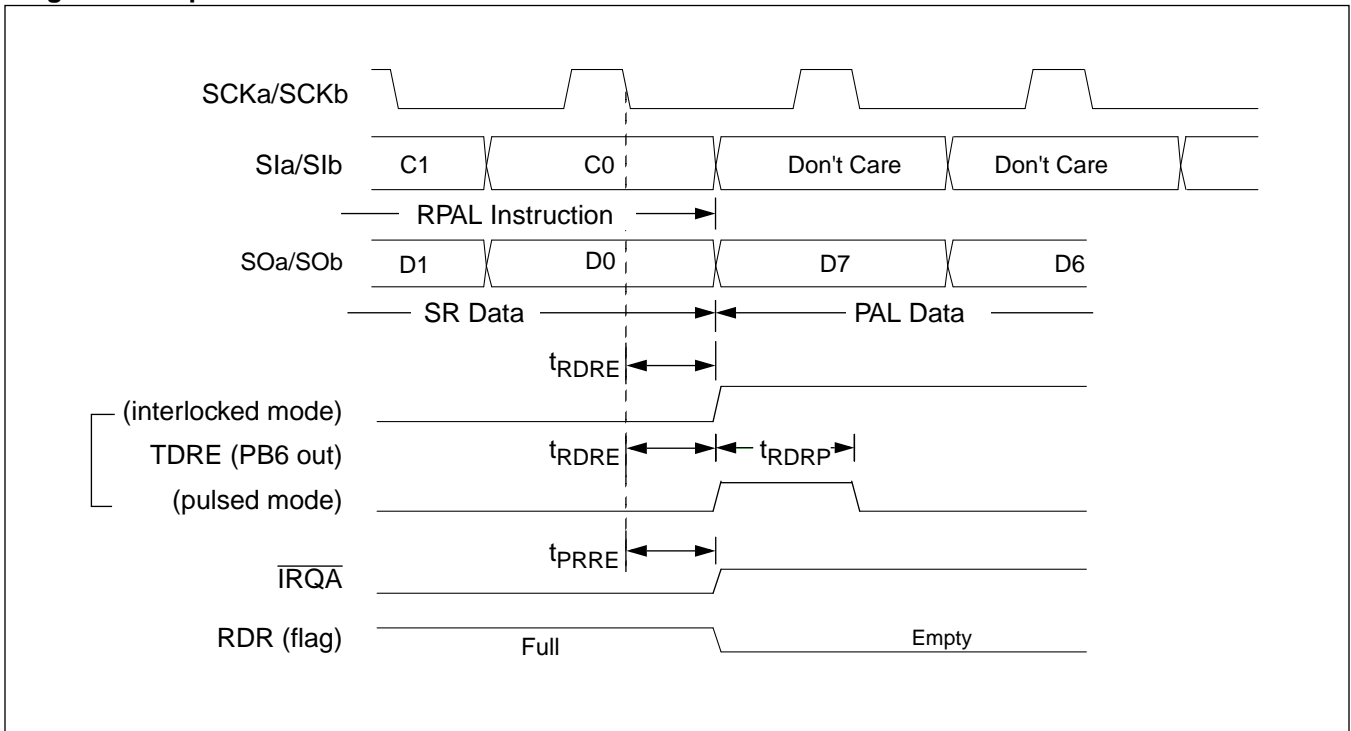 SCKa/SCKb
SIa/SIb C1 C0 Don't Care Don't Care
RPAL Instruction
SOa/SOb D1 D0 D7 D6
SR Data PAL Data
tRDRE
(interlocked mode)
TDRE (PB6 out) tRDRE tRDRP
(pulsed mode)
tPRRE
IRQA
RDR (flag) Full Empty